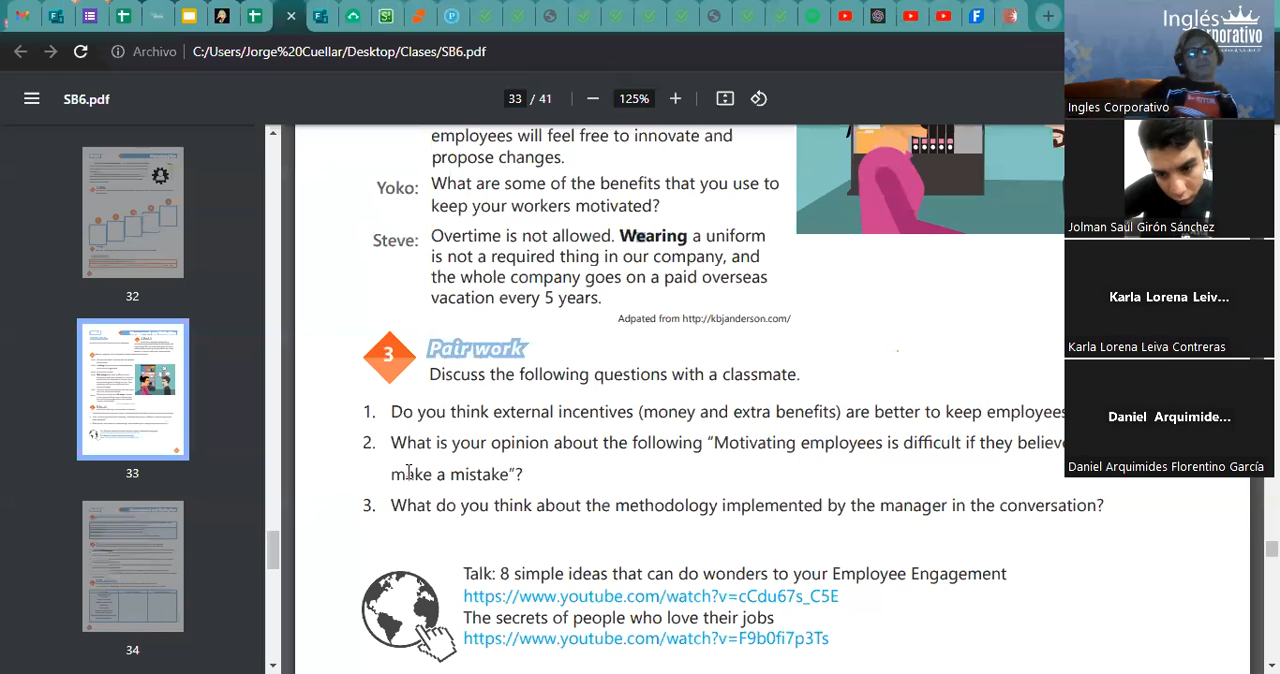 Archivo
C:/Users/Jorge%20Cuellar/Desktop/Clases/SB6.pdf
SB6.pdf
33 / 41
125%
32
33
34
employees will feel free to innovate and
propose changes.
Yoko: What are some of the benefits that you use to
keep your workers motivated?
Steve: Overtime is not allowed. Wearing a uniform
is not a required thing in our company, and
the whole company goes on a paid overseas
vacation every 5 years.
Adpated from http://kbjanderson.com/
3 Pair work
Discuss the following questions with a classmate.
1. Do you think external incentives (money and extra benefits) are better to keep employees
2. What is your opinion about the following “Motivating employees is difficult if they believe
make a mistake”?
3. What do you think about the methodology implemented by the manager in the conversation?
Talk: 8 simple ideas that can do wonders to your Employee Engagement
https://www.youtube.com/watch?v=cCdu67s_C5E
The secrets of people who love their jobs
https://www.youtube.com/watch?v=F9b0fi7p3Ts
Inglés
Corporativo
Ingles Corporativo
Jolman Saúl Girón Sánchez
Karla Lorena Leiv...
Karla Lorena Leiva Contreras
Daniel Arquimide...
Daniel Arquimides Florentino García